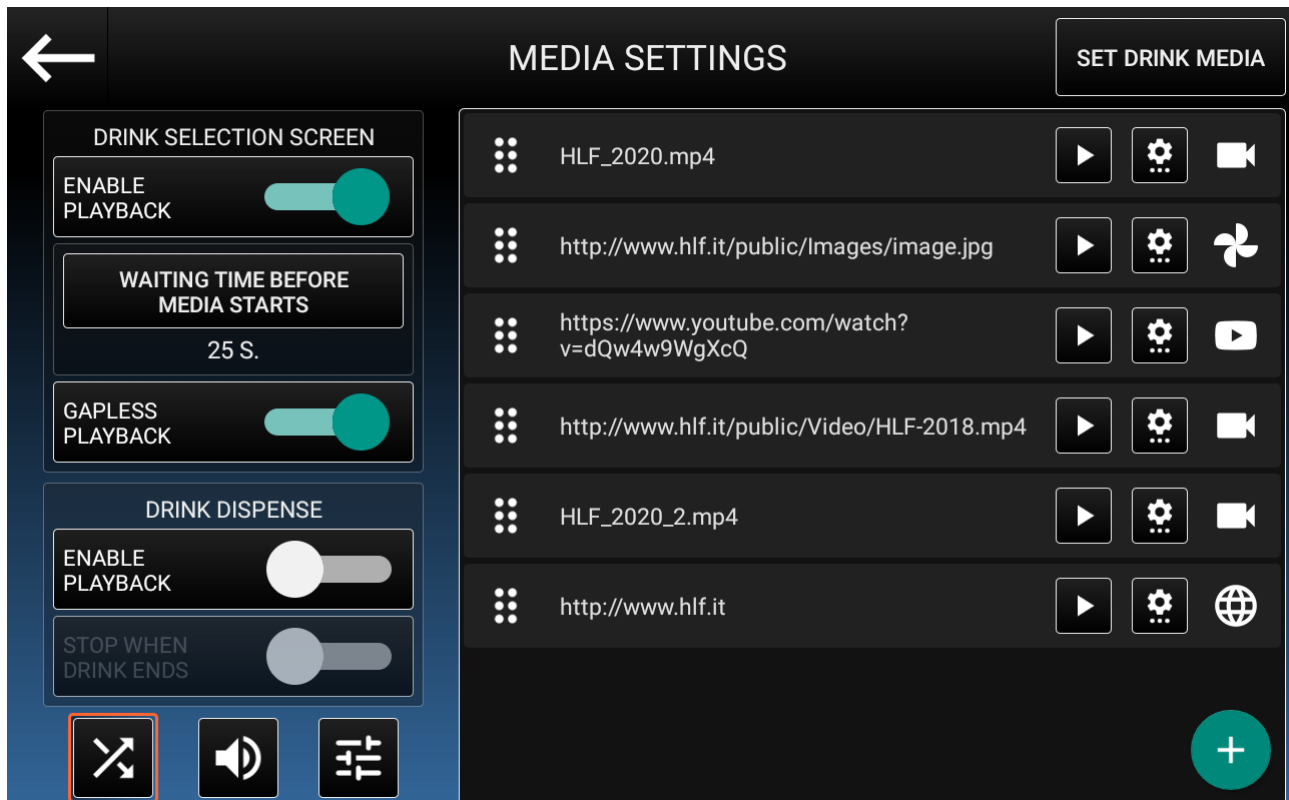 MEDIA SETTINGS
SET DRINK MEDIA
DRINK SELECTION SCREEN
ENABLE
PLAYBACK
WAITING TIME BEFORE
MEDIA STARTS
25 S.
GAPLESS
PLAYBACK
DRINK DISPENSE
ENABLE
PLAYBACK
STOP WHEN
DRINK ENDS
HLF_2020.mp4
http://www.hlf.it/public/Images/image.jpg
https://www.youtube.com/watch?
v=dQw4w9WgXcQ
http://www.hlf.it/public/Video/HLF-2018.mp4
HLF_2020_2.mp4
http://www.hlf.it